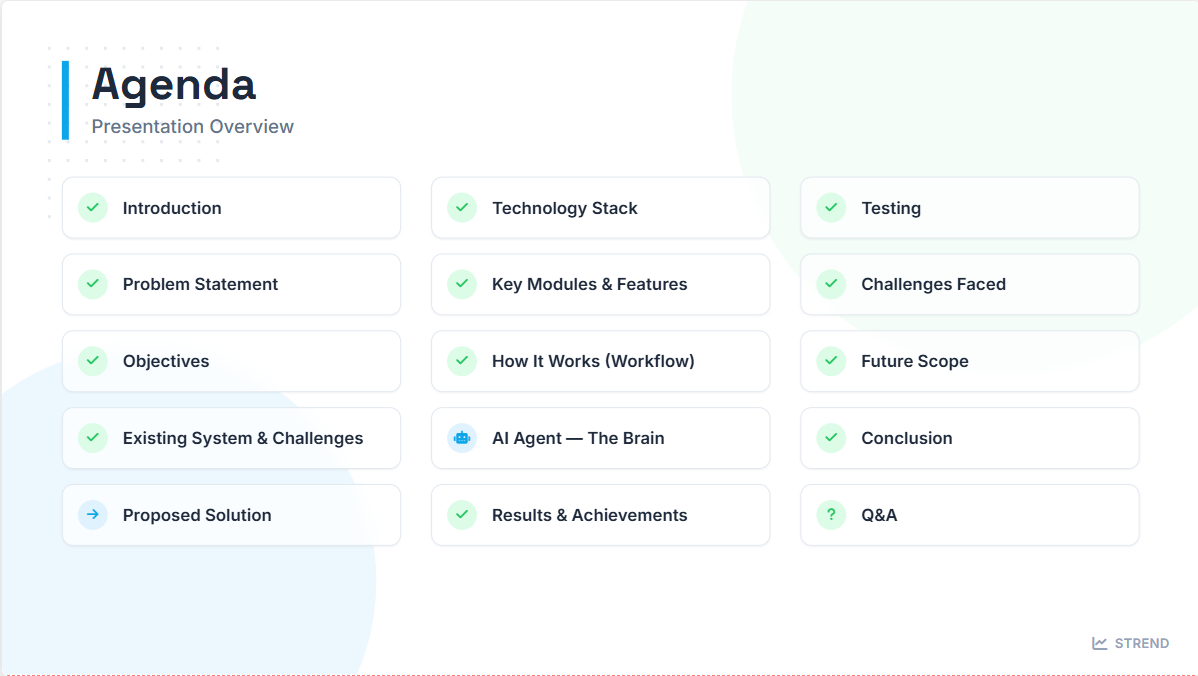 Agenda
Presentation Overview
Introduction
Problem Statement
Objectives
Existing System & Challenges
Proposed Solution
Technology Stack
Key Modules & Features
How It Works (Workflow)
AI Agent — The Brain
Results & Achievements
Testing
Challenges Faced
Future Scope
Conclusion
? Q&A
STREND